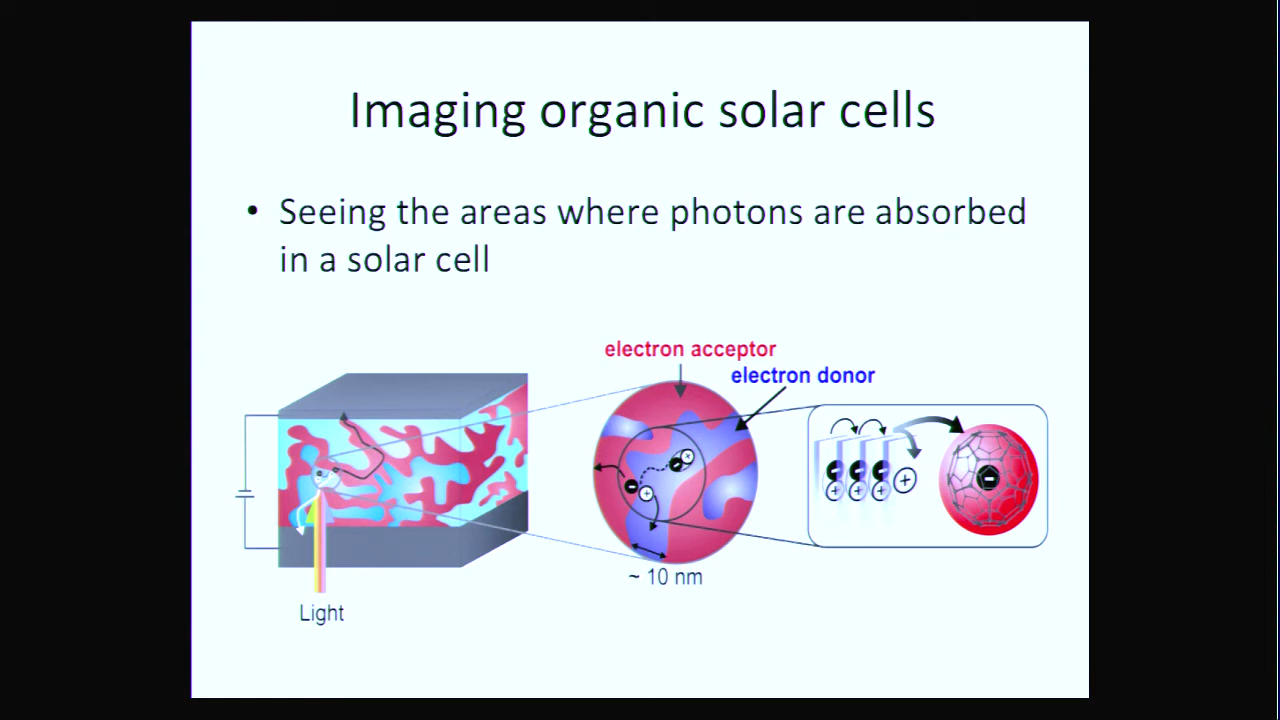 Imaging organic solar cells
• Seeing the areas where photons are absorbed
in a solar cell
electron acceptor
electron donor
~ 10 nm
Light